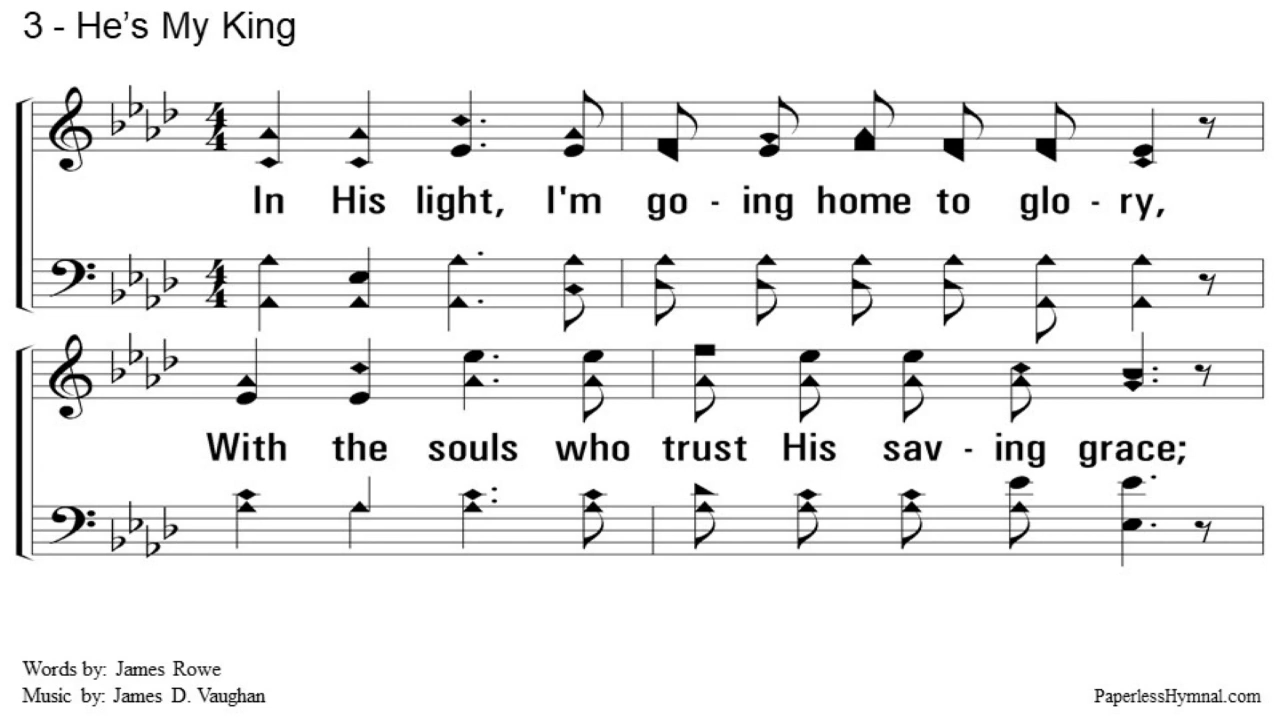 3 - He’s My King
In His light, I'm go - ing home to glo - ry,
With the souls who trust His sav - ing grace;
Words by: James Rowe
Music by: James D. Vaughan
PaperlessHymnal.com